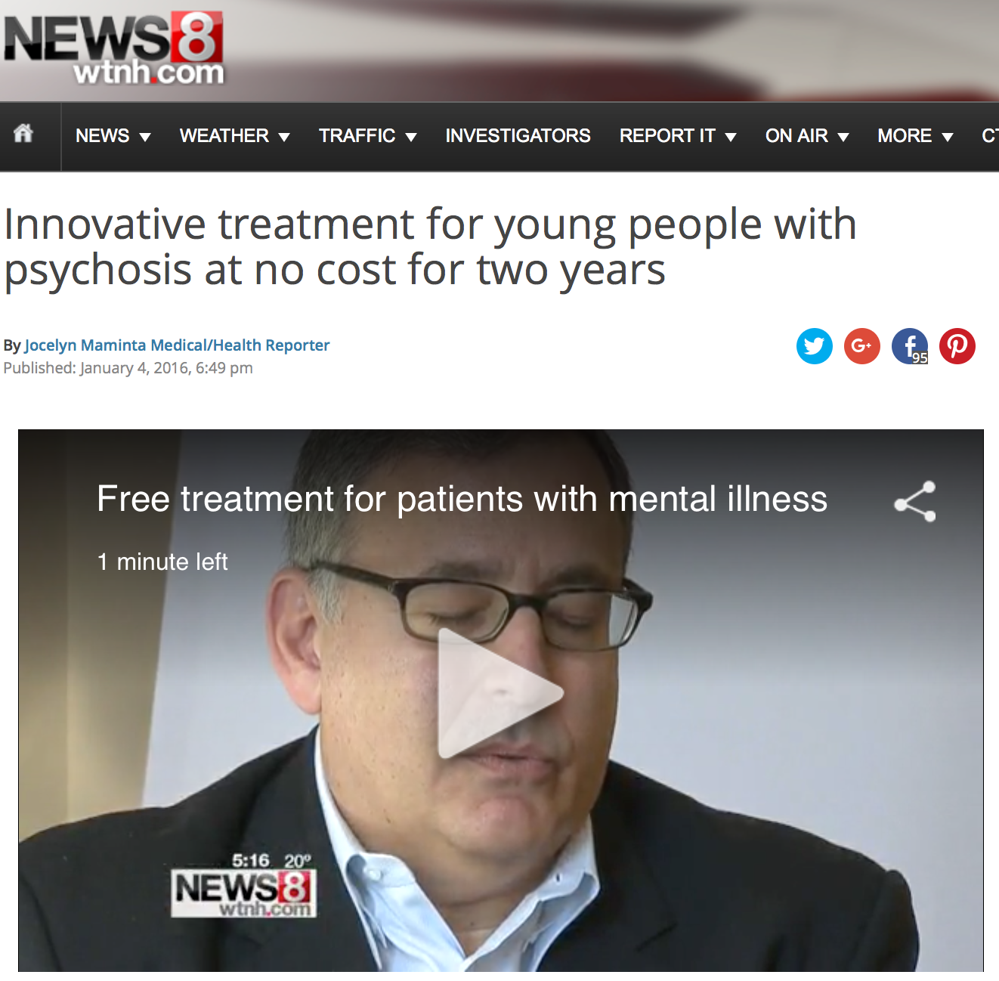 NEWS8
wtnh.com
NEWS WEATHER TRAFFIC INVESTIGATORS REPORT IT ON AIR MORE CT
Innovative treatment for young people with
psychosis at no cost for two years
By Jocelyn Maminta Medical/Health Reporter
Published: January 4, 2016, 6:49 pm
G+
f
95
Free treatment for patients with mental illness
1 minute left
5:16 20°
NEWS8
wtnh.com